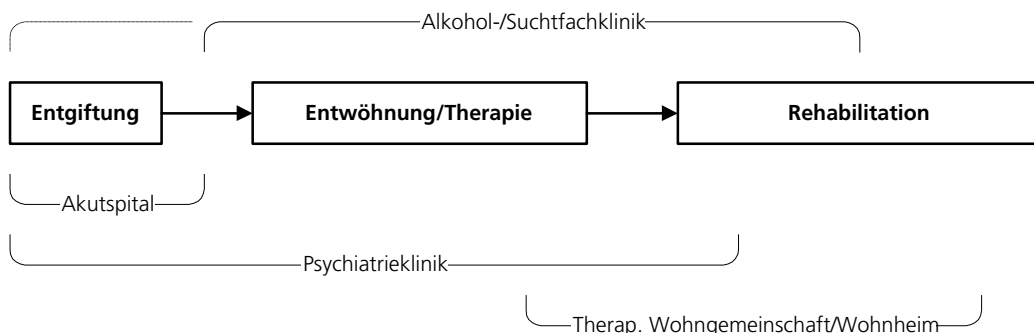 Alkohol-/Suchtfachklinik
Entgiftung
Entwöhnung/Therapie
Rehabilitation
Akutspital
Psychiatrieklinik
Therap. Wohngemeinschaft/Wohnheim